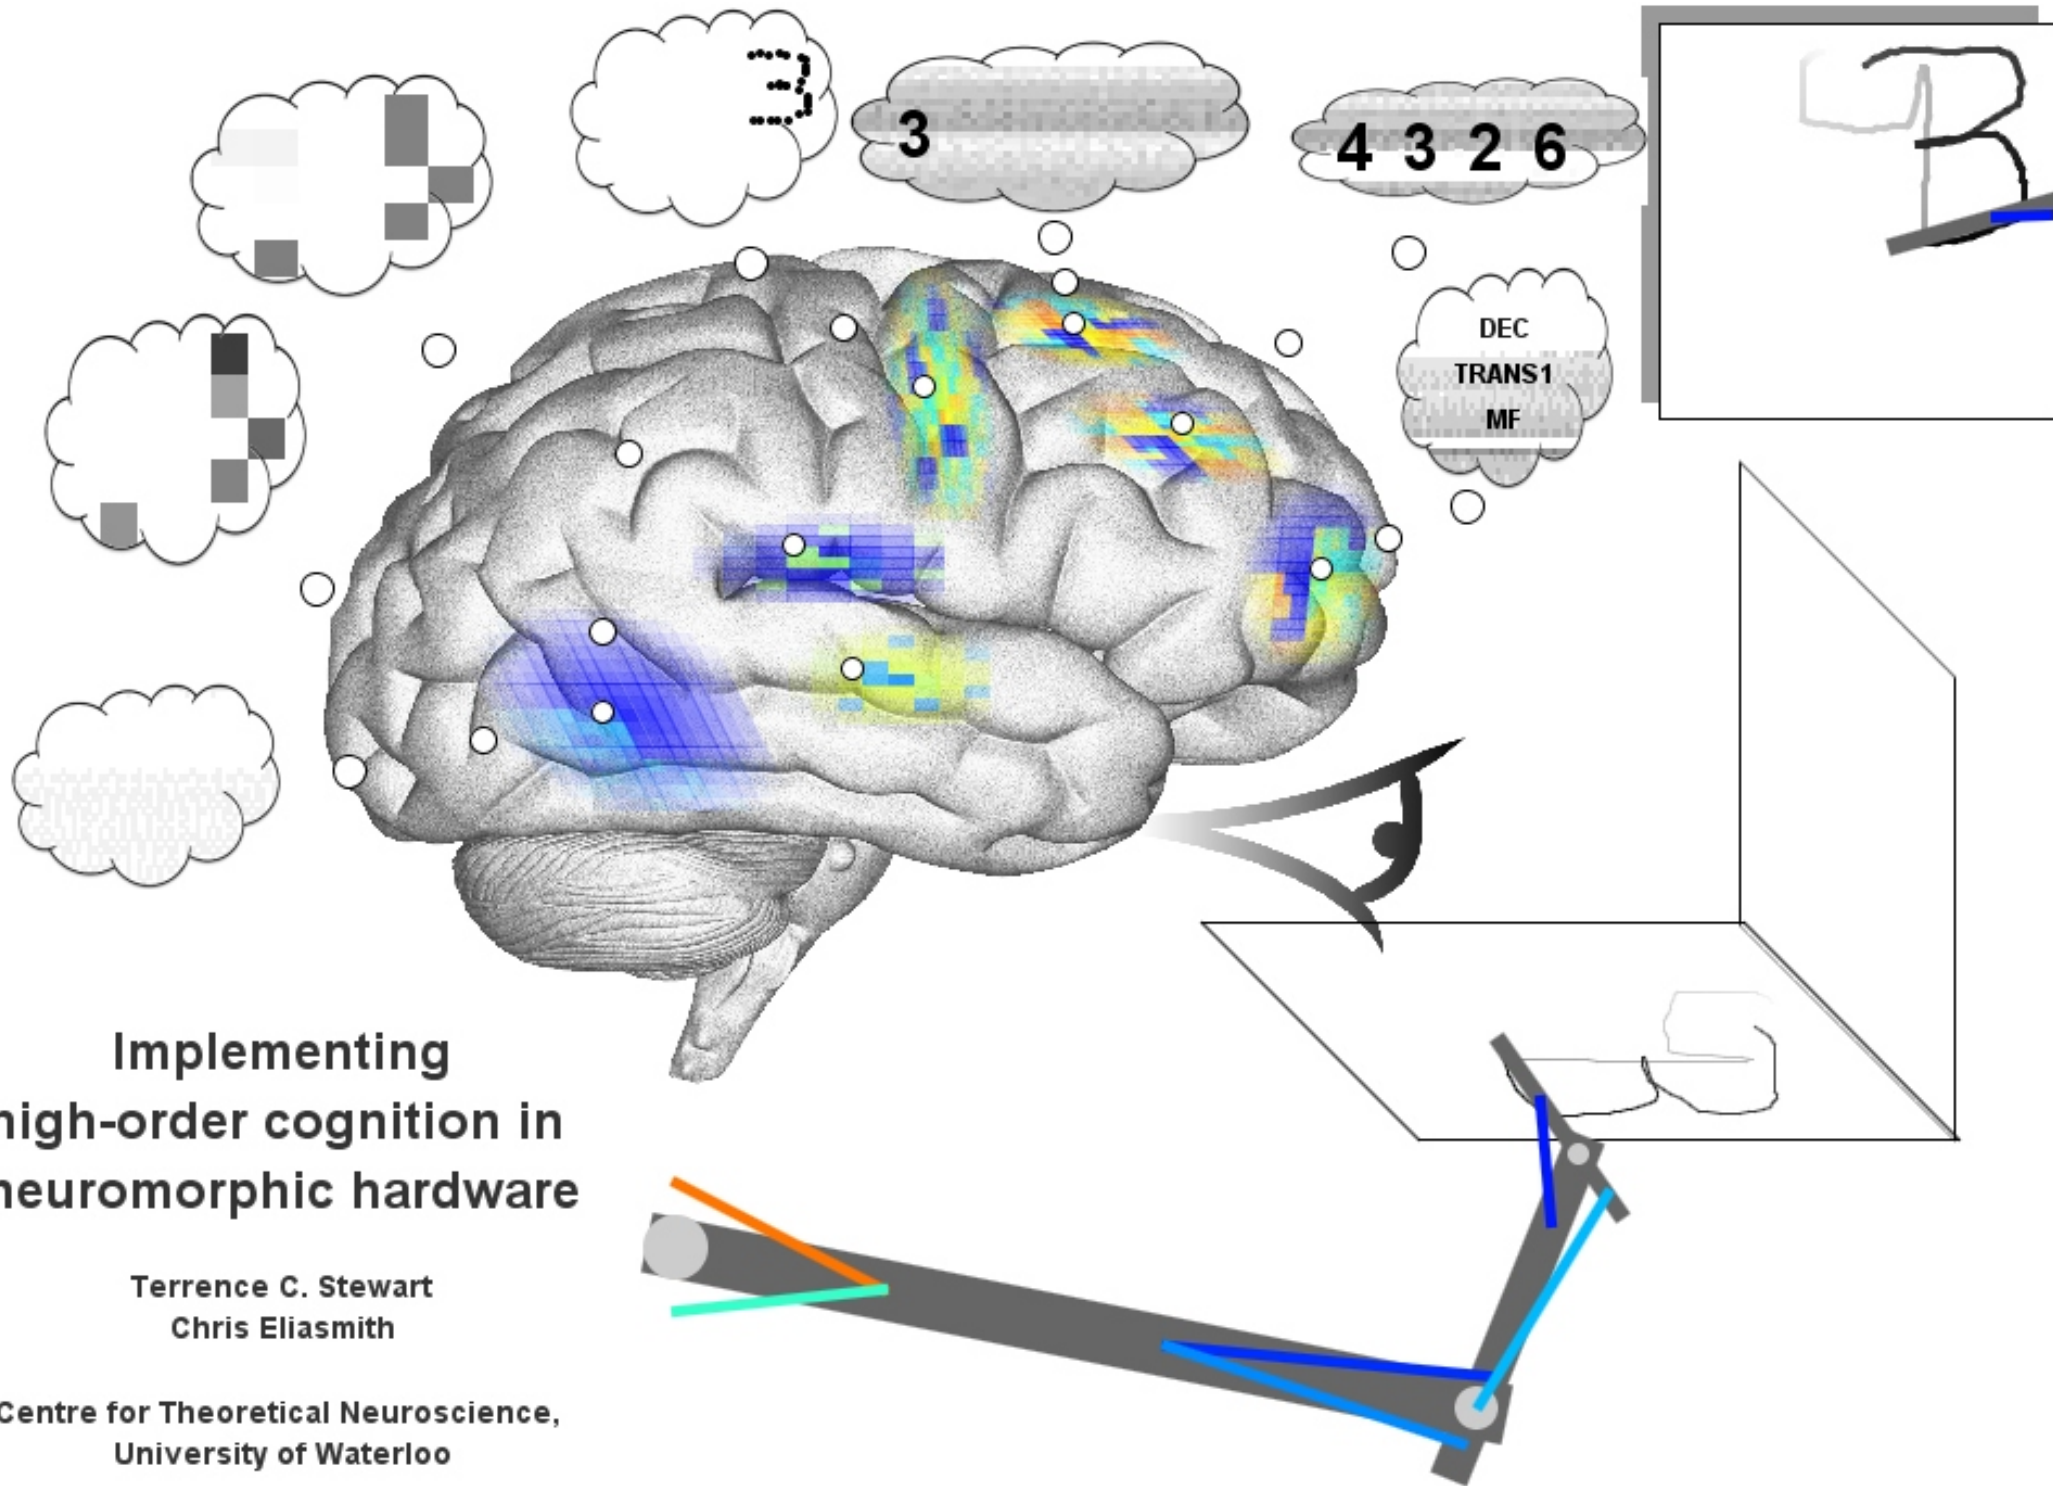 3
4 3 2 6
DEC
TRANS1
MF
Implementing
high-order cognition in
neuromorphic hardware
Terrence C. Stewart
Chris Eliasmith
Centre for Theoretical Neuroscience,
University of Waterloo